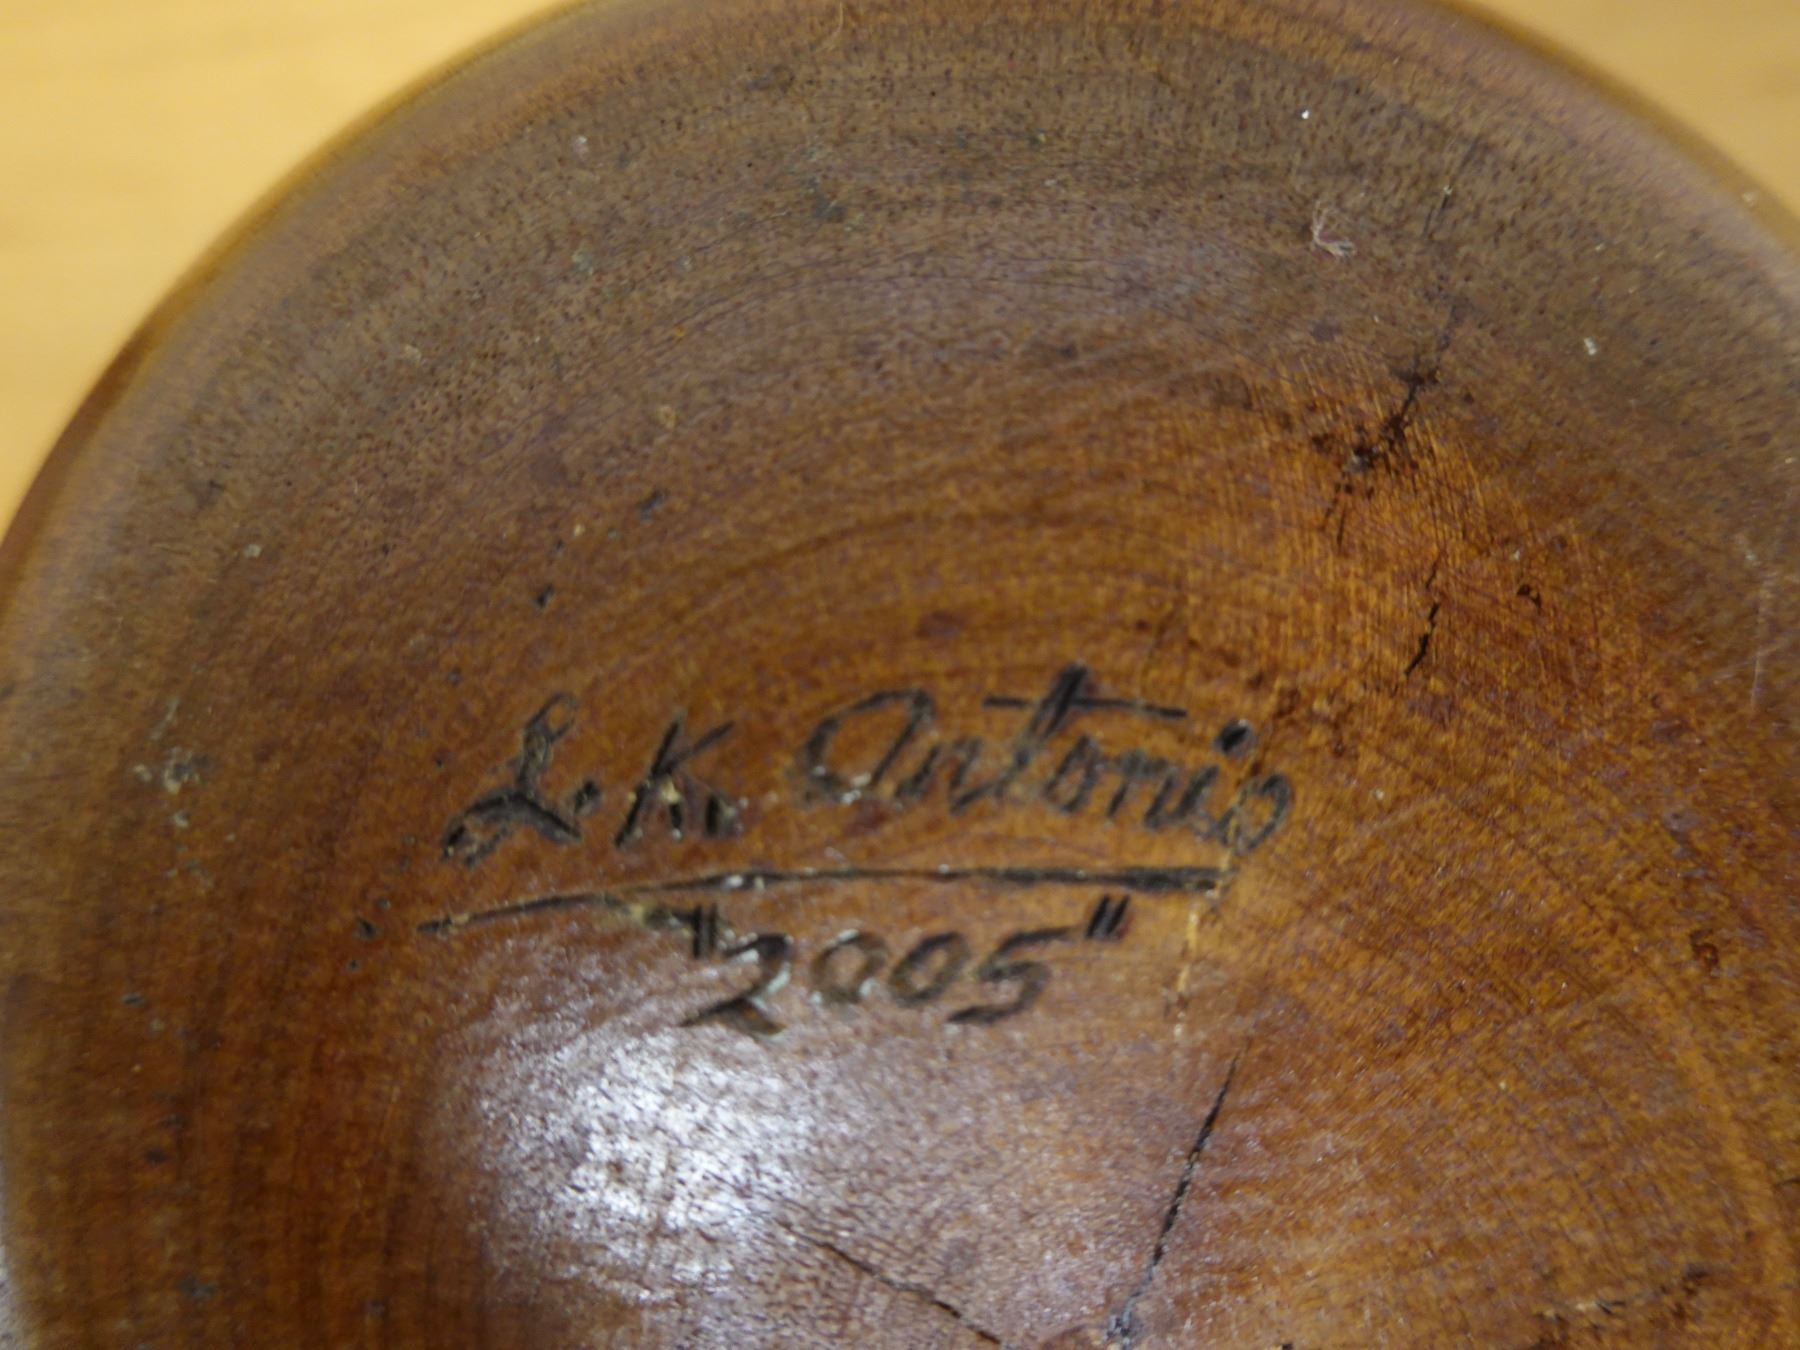 L. K. Antonio
"2005"